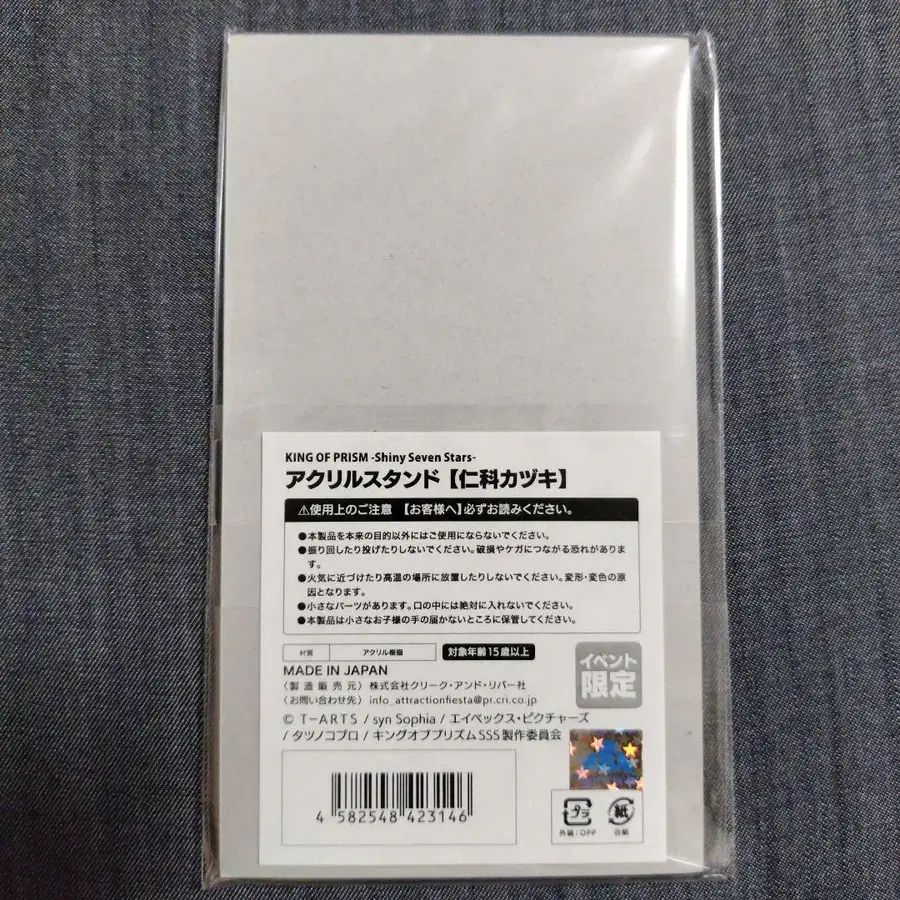 KING OF PRISM -Shiny Seven Stars-
アクリルスタンド【仁科カヅキ】
⚠使用上のご注意 【お客様へ】必ずお読みください。
●本製品を本来の目的以外にはご使用にならないでください。
●振り回したり投げたりしないでください。破損やケガにつながる恐れがありま
す。
●火気に近づけたり高温の場所に放置したりしないでください。変形・変色の原
因となります。
●小さなパーツがあります。口の中には絶対に入れないでください。
●本製品は小さなお子様の手の届かないところに保管してください。
材質 アクリル樹脂 対象年齢15歳以上
MADE IN JAPAN
〈製造販売元〉株式会社クリーク・アンド・リバー社
〈お問い合わせ先〉info_attractionfiesta@pr.cri.co.jp
イベント
限定
© T-ARTS / syn Sophia / エイベックス・ピクチャーズ
/ タツノコプロ / キングオブプリズムSSS製作委員会
4 582548 423146
プラ 紙
外装：OPP 台紙